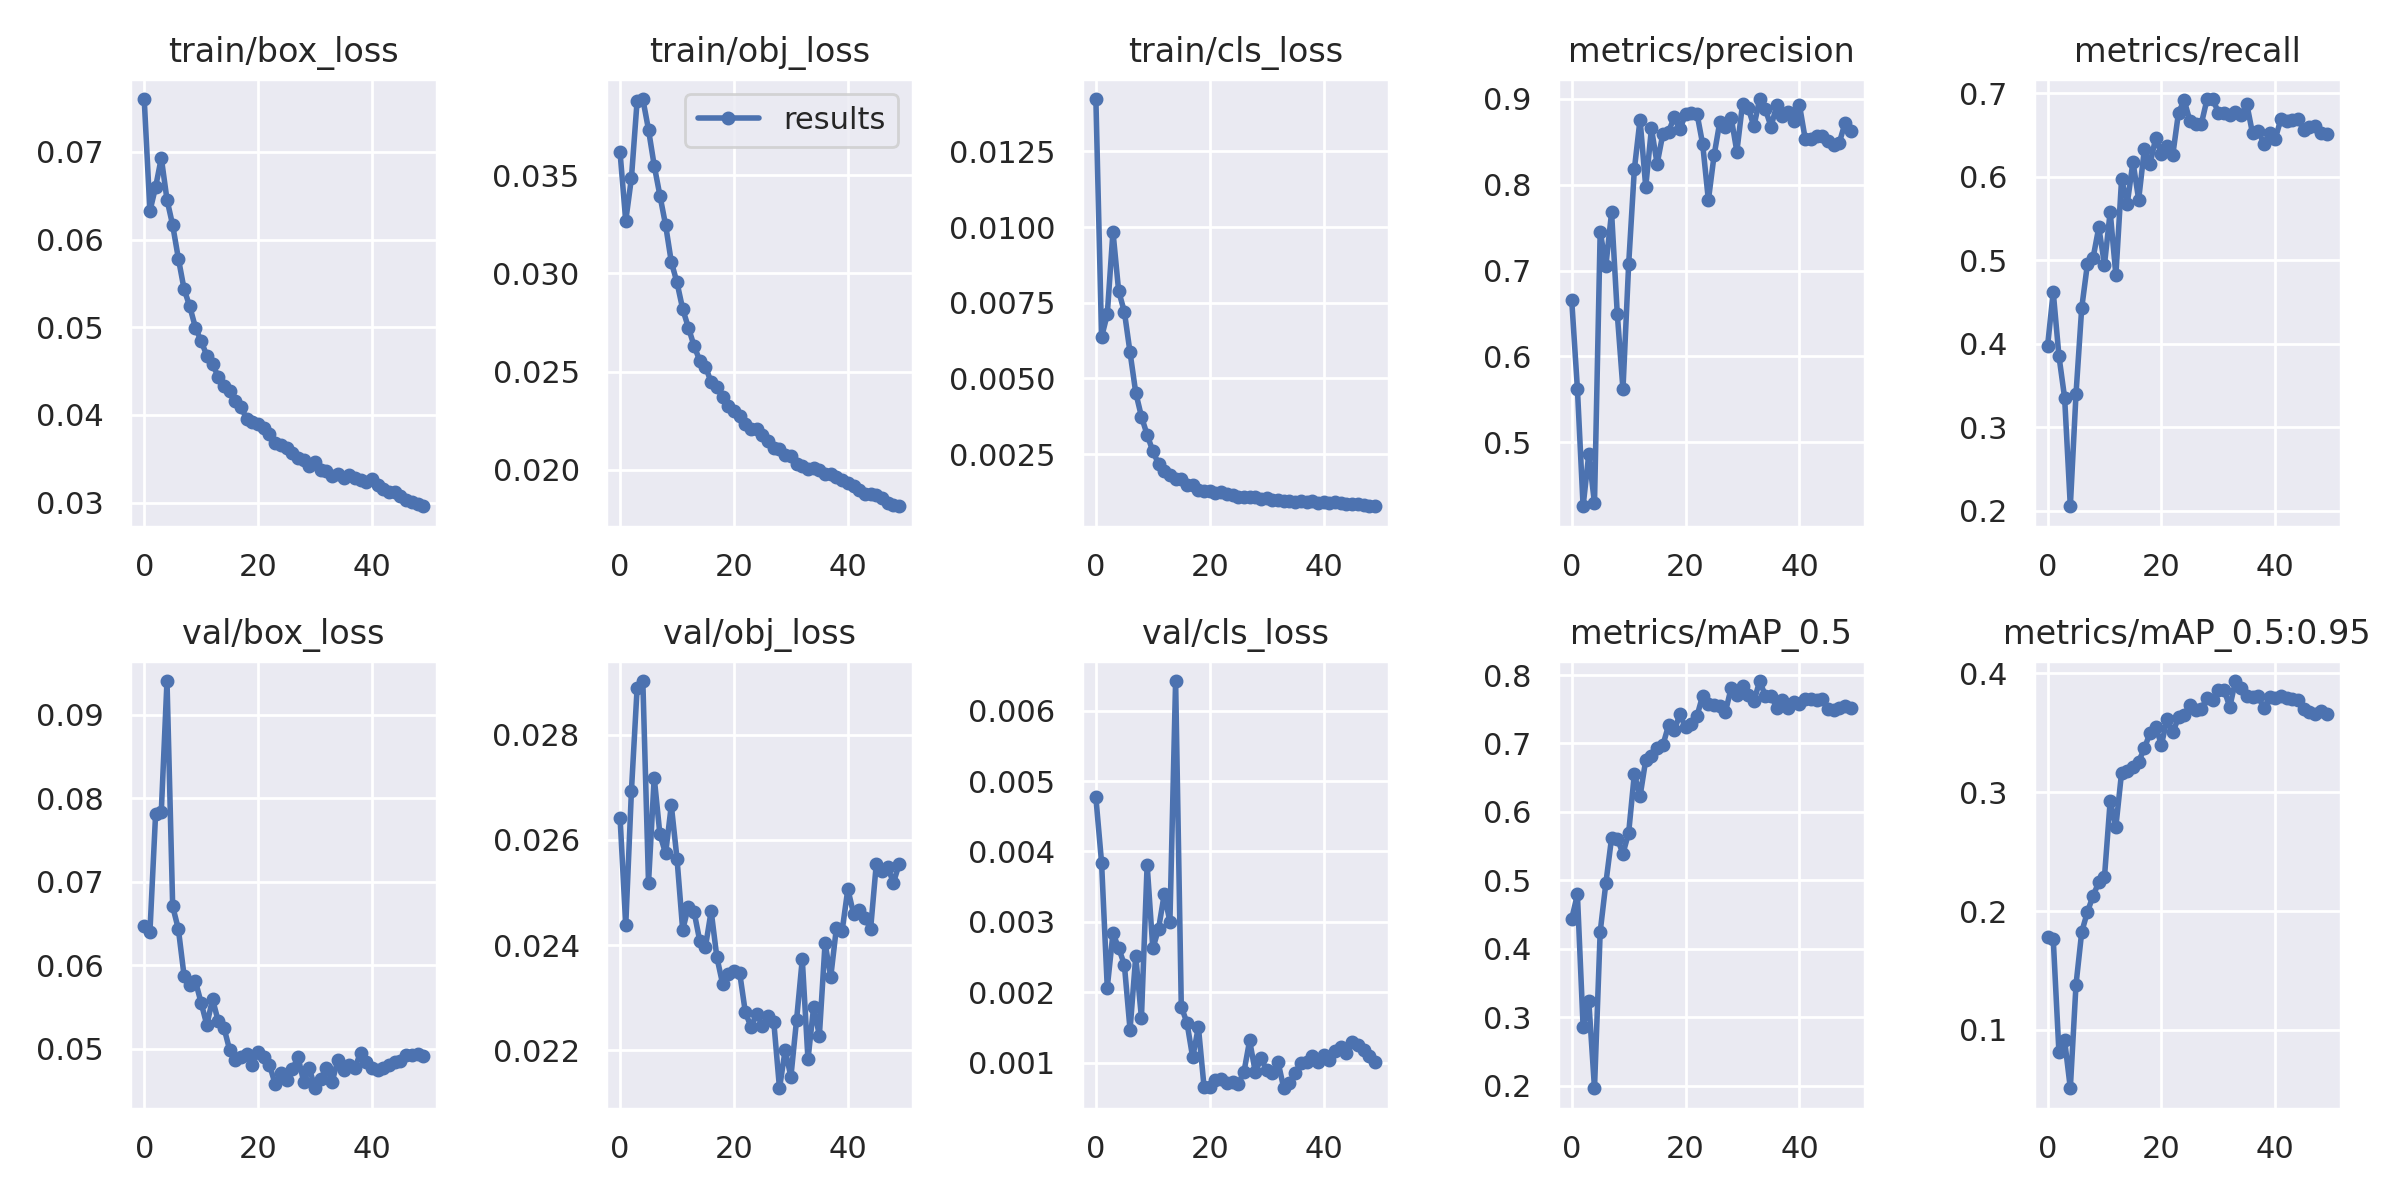 train/box_loss
0.07
0.06
0.05
0.04
0.03
0 20 40
train/obj_loss
results
0.035
0.030
0.025
0.020
0 20 40
train/cls_loss
0.0125
0.0100
0.0075
0.0050
0.0025
0 20 40
metrics/precision
0.9
0.8
0.7
0.6
0.5
0 20 40
metrics/recall
0.7
0.6
0.5
0.4
0.3
0.2
0 20 40
val/box_loss
0.09
0.08
0.07
0.06
0.05
0 20 40
val/obj_loss
0.028
0.026
0.024
0.022
0 20 40
val/cls_loss
0.006
0.005
0.004
0.003
0.002
0.001
0 20 40
metrics/mAP_0.5
0.8
0.7
0.6
0.5
0.4
0.3
0.2
0 20 40
metrics/mAP_0.5:0.95
0.4
0.3
0.2
0.1
0 20 40